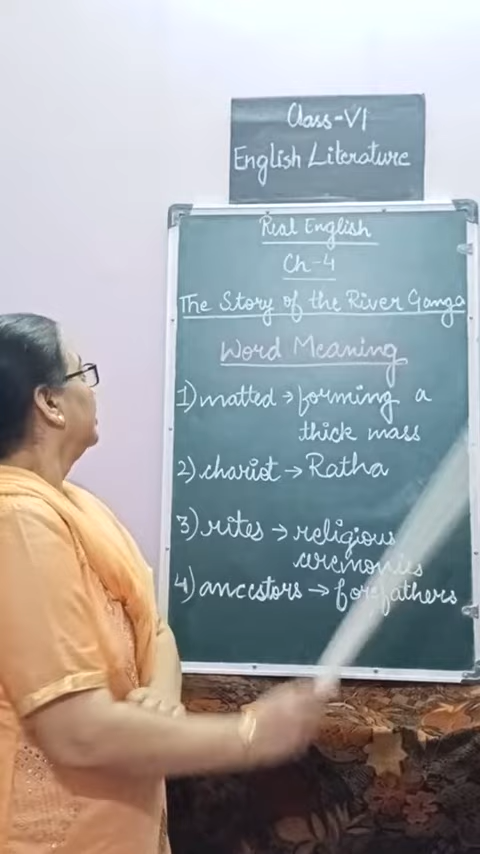 Class-VI
English Literature
Real English
Ch-4
The Story of the River Ganga
Word Meaning
1) matted → forming a
thick mass
2) chariot → Ratha
3) rites → religious
ceremonies
4) ancestors → forefathers